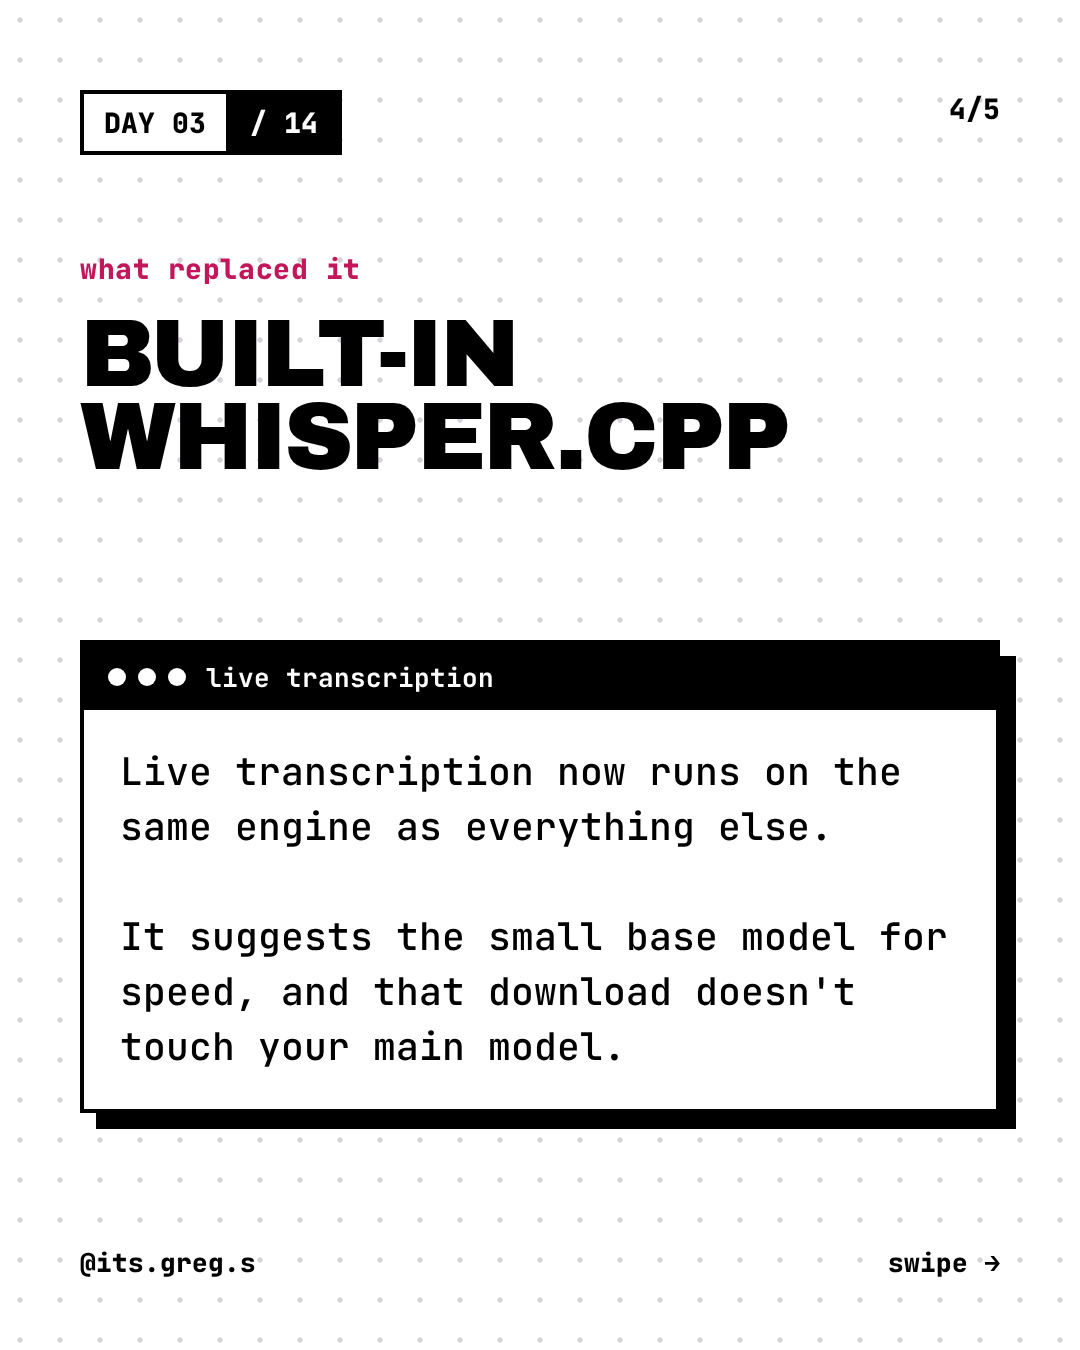 DAY 03 / 14
4/5
what replaced it
BUILT-IN
WHISPER.CPP
live transcription
Live transcription now runs on the
same engine as everything else.
It suggests the small base model for
speed, and that download doesn't
touch your main model.
@its.greg.s
swipe →